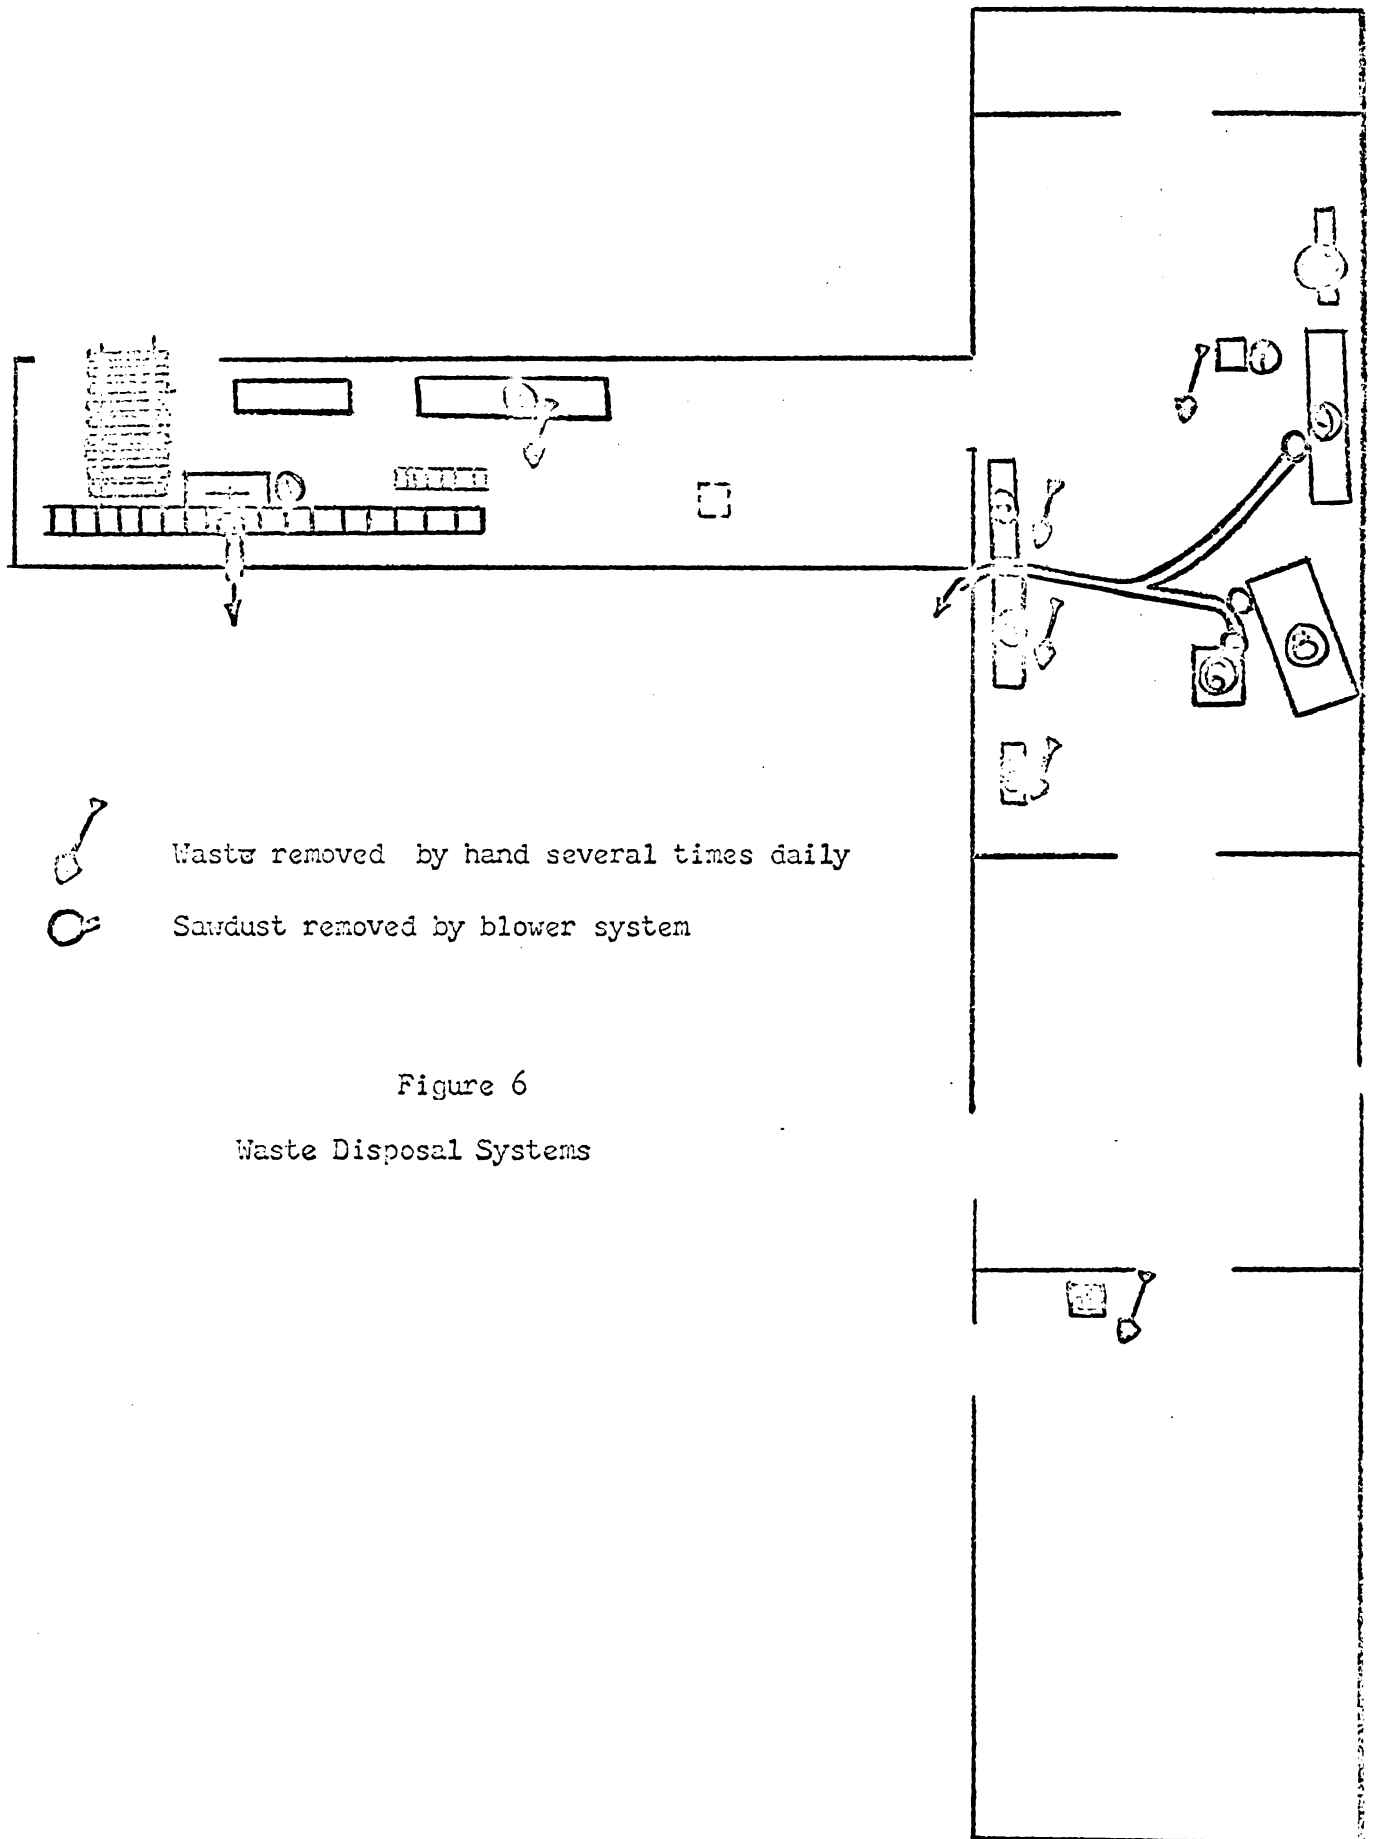 Waste removed by hand several times daily
Sawdust removed by blower system
Figure 6
Waste Disposal Systems